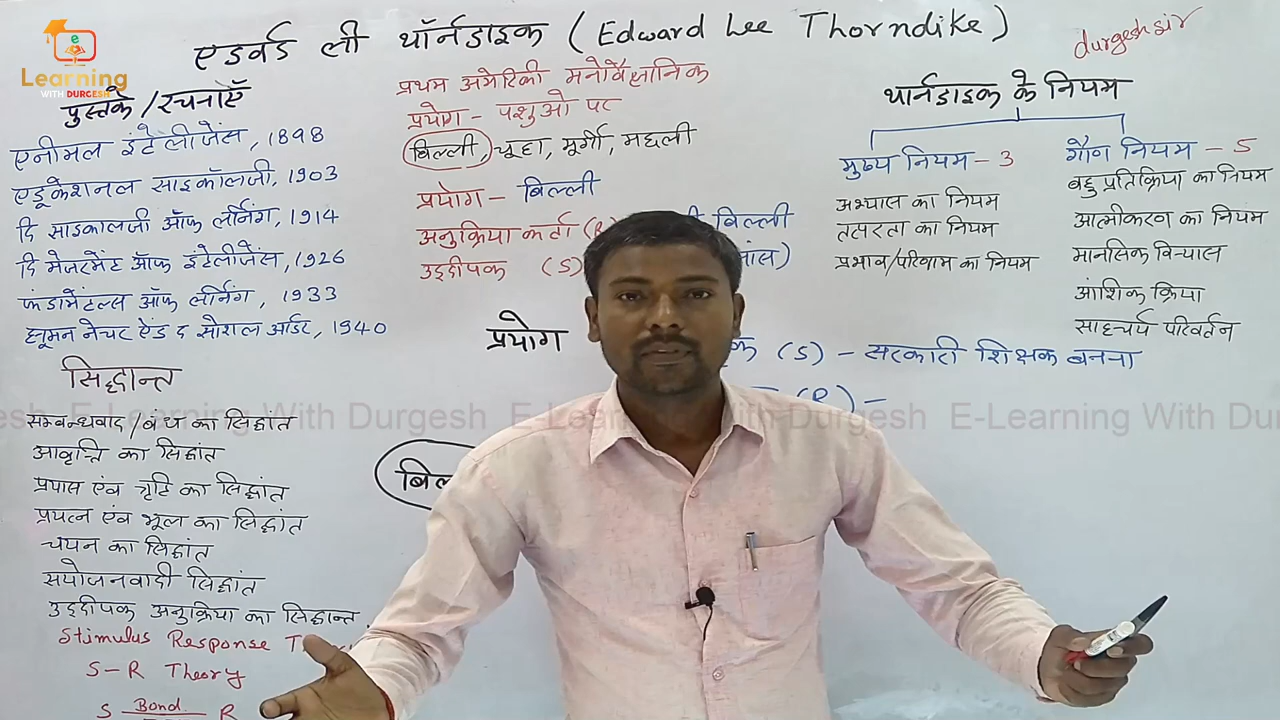 e
Learning
WITH DURGESH
एडवर्ड ली थॉर्नडाइक (Edward Lee Thorndike)
durgesh sir
पुस्तकें/रचनाएँ
एनीमल इंटेलीजेंस, 1898
एडूकेशनल साइकॉलजी, 1903
दि साइकालजी ऑफ लर्निंग, 1914
दि मेजरमेंट ऑफ इंटेलीजेंस, 1926
फंडामेंटल्स ऑफ लर्निंग, 1933
ह्यूमन नेचर ऐंड द सोशल आर्डर, 1940
सिद्धान्त
सम्बन्धवाद/बंध का सिद्धांत
आवृत्ति का सिद्धांत
प्रयास एंव त्रृटि का सिद्धांत
प्रयत्न एंव भूल का सिद्धांत
चयन का सिद्धांत
सयोजनवादी सिद्धांत
उद्दीपक अनुक्रिया का सिद्धान्त
Stimulus Response T
S-R Theory
S Bond R
प्रथम अमेरिकी मनोवैज्ञानिक
प्रयोग - पशुओ पर
बिल्ली, चूहा, मूर्गी, मछली
प्रयोग - बिल्ली
अनुक्रिया कर्ता (R बिल्ली
उद्दीपक (S) मांस)
प्रयोग
क (S) - सरकारी शिक्षक बनना
(R) -
थार्नडाइक के नियम
मुख्य नियम - 3
अभ्यास का नियम
तत्परता का नियम
प्रभाव/परिणाम का नियम
गौण नियम - 5
बहु प्रतिक्रिया का नियम
आत्मीकरण का नियम
मानसिक विन्यास
आंशिक क्रिया
साहचर्य परिवर्तन
esh E-Learning With Durgesh E-Learning With Dur